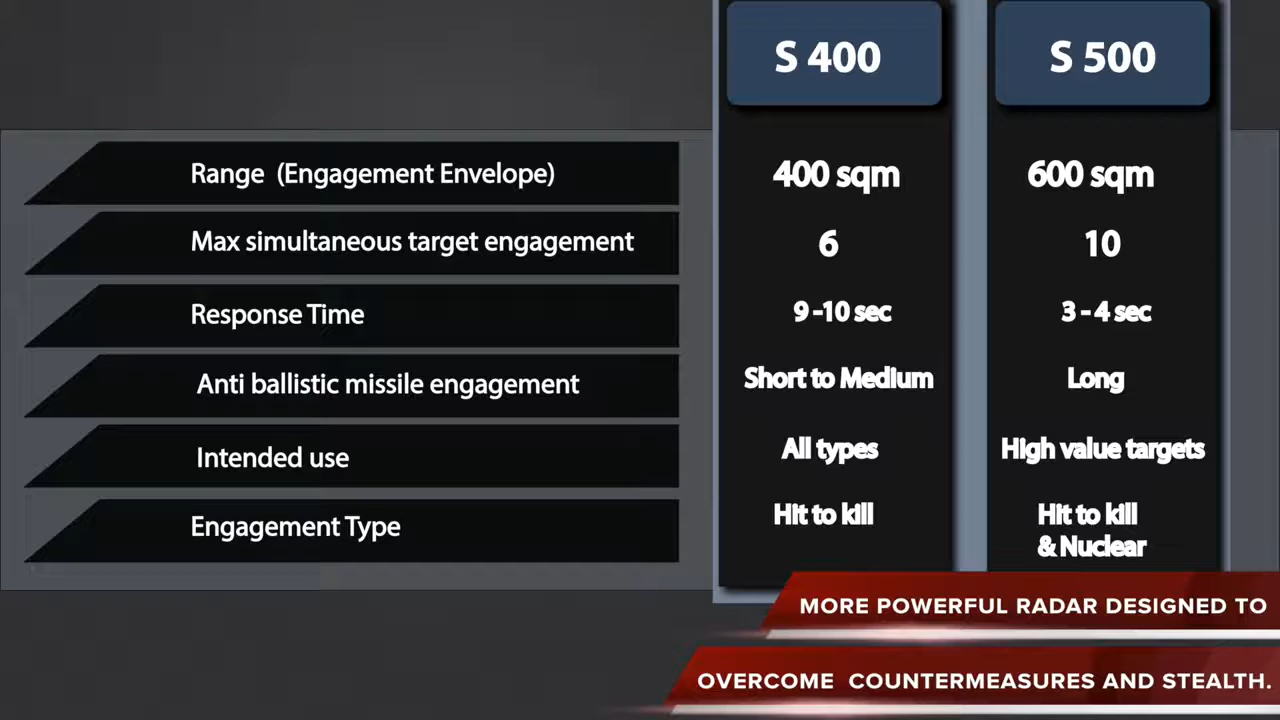 S 400 S 500
Range (Engagement Envelope) 400 sqm 600 sqm
Max simultaneous target engagement 6 10
Response Time 9 -10 sec 3 - 4 sec
Anti ballistic missile engagement Short to Medium Long
Intended use All types High value targets
Engagement Type Hit to kill Hit to kill
& Nuclear
MORE POWERFUL RADAR DESIGNED TO
OVERCOME COUNTERMEASURES AND STEALTH.